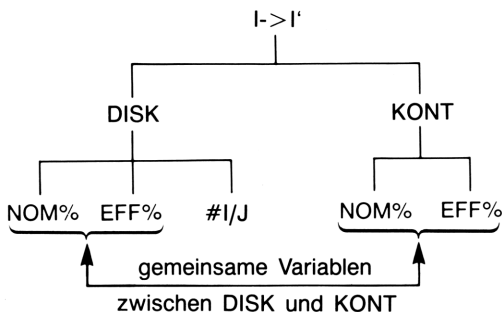 I->I‘
DISK KONT
NOM% EFF% #I/J NOM% EFF%
gemeinsame Variablen
zwischen DISK und KONT